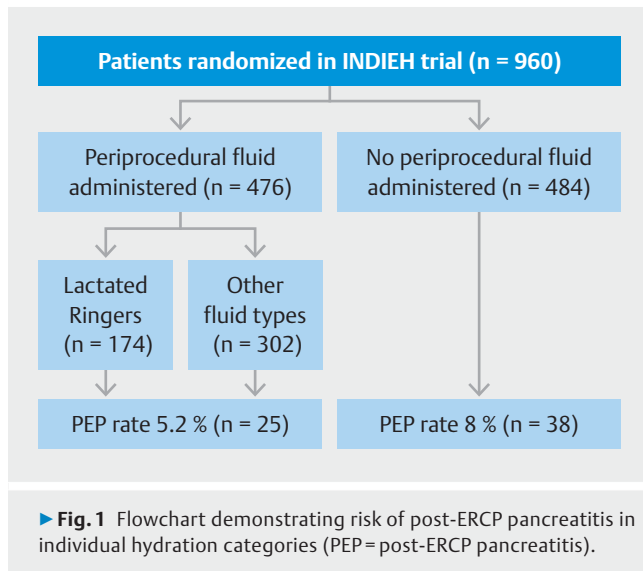 Patients randomized in INDIEH trial (n = 960)
Periprocedural fluid
administered (n = 476)
No periprocedural fluid
administered (n = 484)
Lactated
Ringers
(n = 174)
Other
fluid types
(n = 302)
PEP rate 5.2 % (n = 25)
PEP rate 8 % (n = 38)
▶ Fig. 1 Flowchart demonstrating risk of post-ERCP pancreatitis in
individual hydration categories (PEP = post-ERCP pancreatitis).